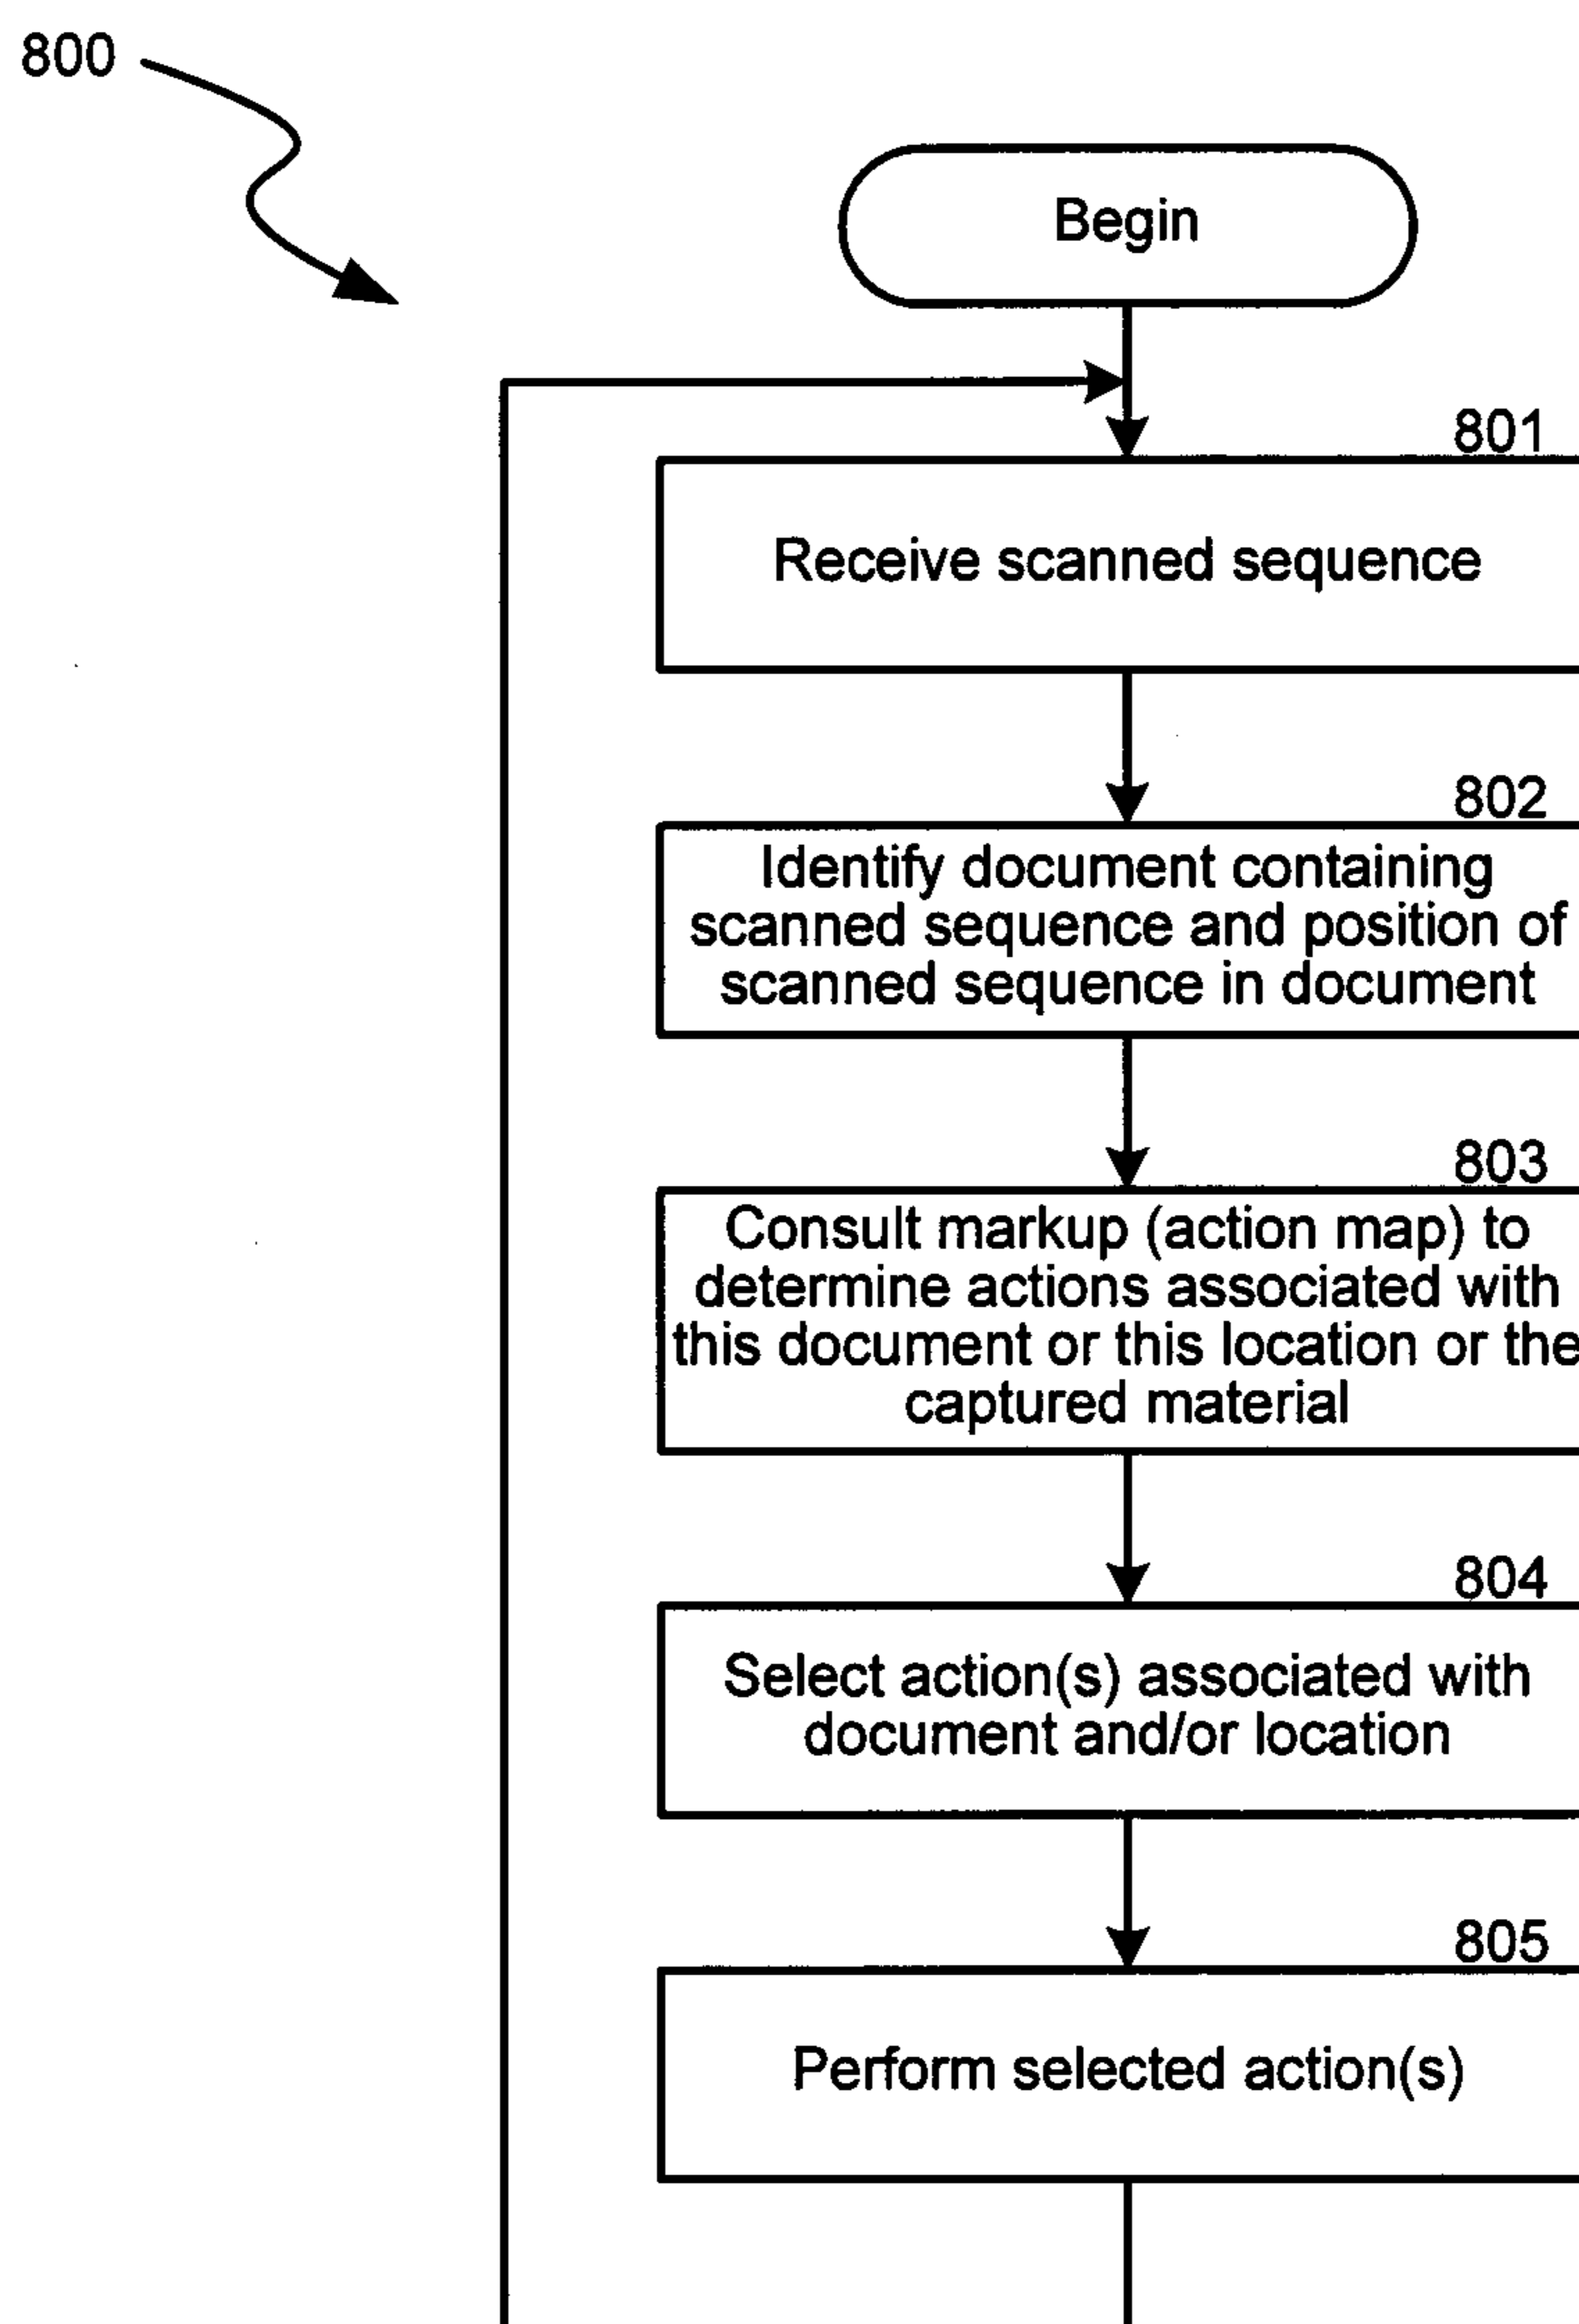 800
Begin
801
Receive scanned sequence
802
Identify document containing
scanned sequence and position of
scanned sequence in document
803
Consult markup (action map) to
determine actions associated with
this document or this location or the
captured material
804
Select action(s) associated with
document and/or location
805
Perform selected action(s)